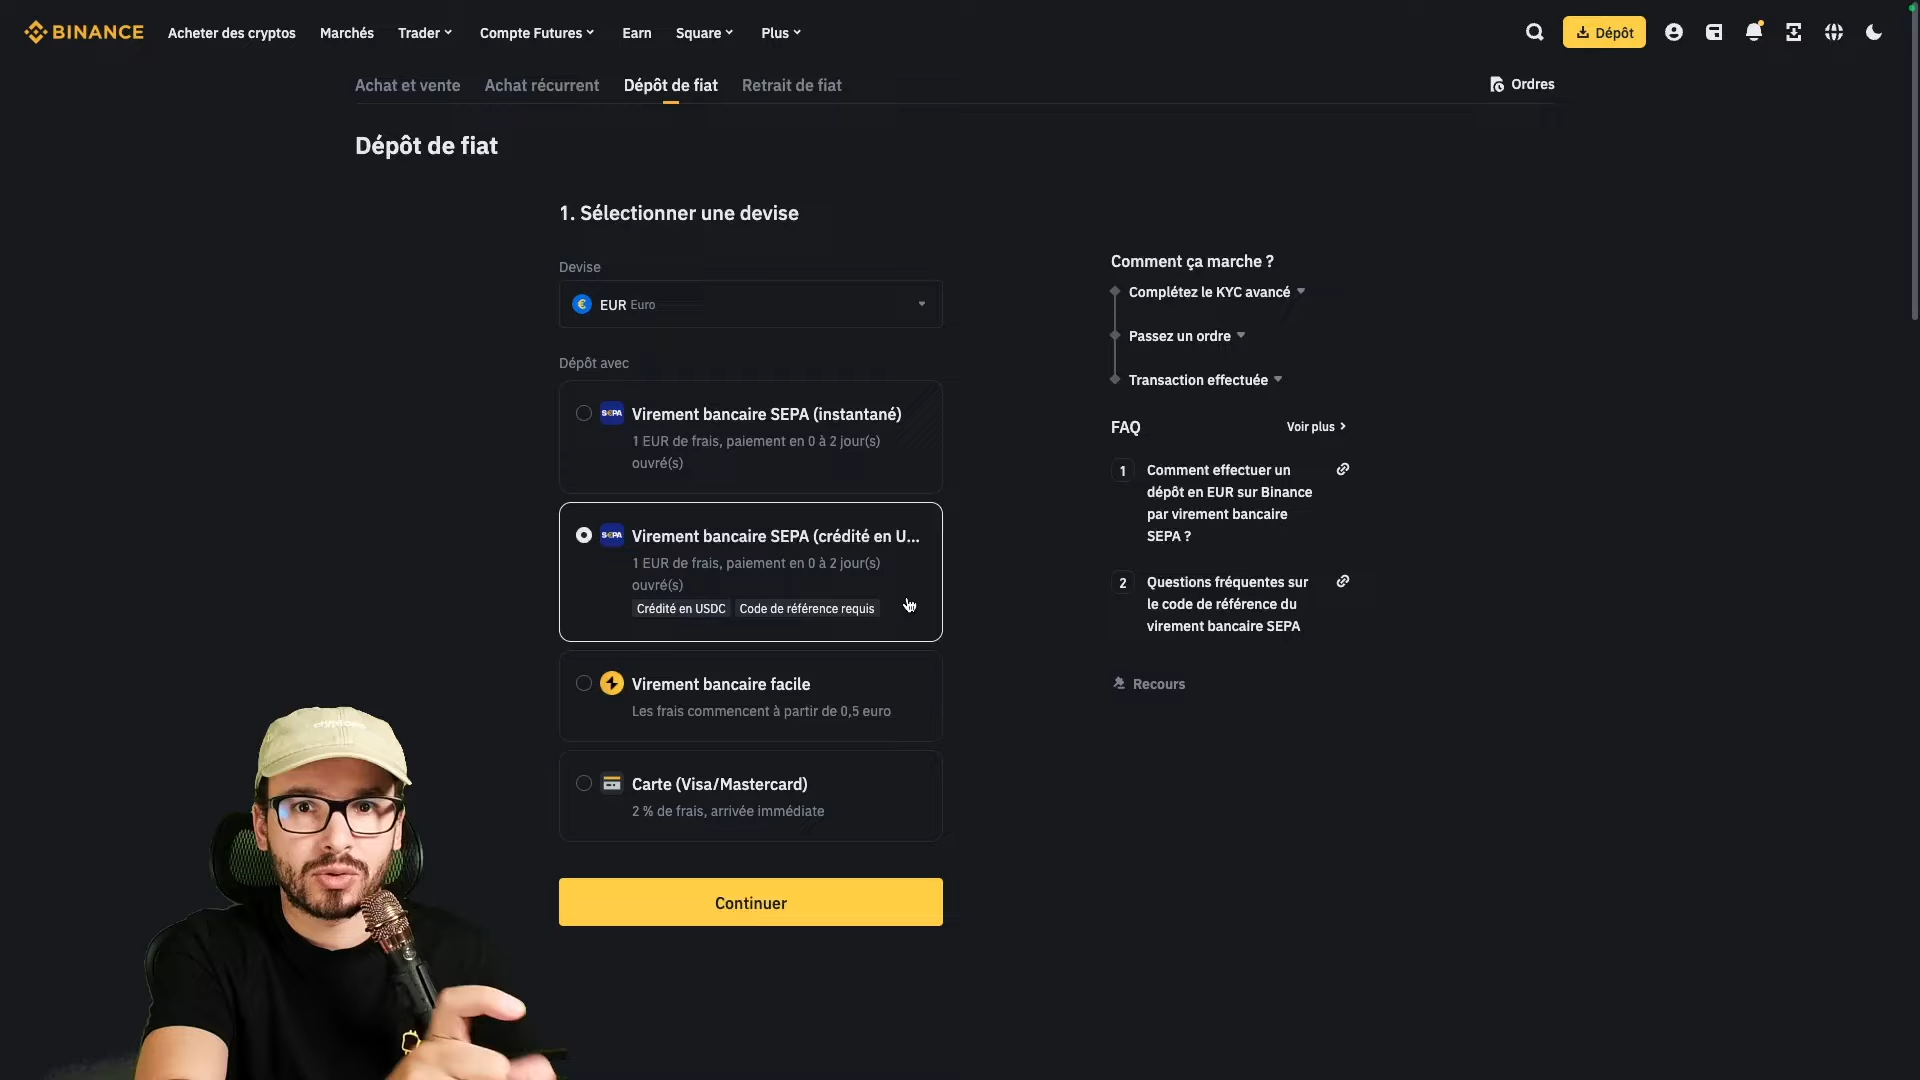 BINANCE
Acheter des cryptos
Marchés
Trader
Compte Futures
Earn
Square
Plus
Dépôt
Achat et vente
Achat récurrent
Dépôt de fiat
Retrait de fiat
Ordres
Dépôt de fiat
1. Sélectionner une devise
Devise
€ EUR Euro
Dépôt avec
SEPA Virement bancaire SEPA (instantané)
1 EUR de frais, paiement en 0 à 2 jour(s)
ouvré(s)
SEPA Virement bancaire SEPA (crédité en U...
1 EUR de frais, paiement en 0 à 2 jour(s)
ouvré(s)
Crédité en USDC Code de référence requis
Virement bancaire facile
Les frais commencent à partir de 0,5 euro
Carte (Visa/Mastercard)
2 % de frais, arrivée immédiate
Continuer
Comment ça marche ?
Complétez le KYC avancé
Passez un ordre
Transaction effectuée
FAQ
Voir plus
1 Comment effectuer un
dépôt en EUR sur Binance
par virement bancaire
SEPA ?
2 Questions fréquentes sur
le code de référence du
virement bancaire SEPA
Recours